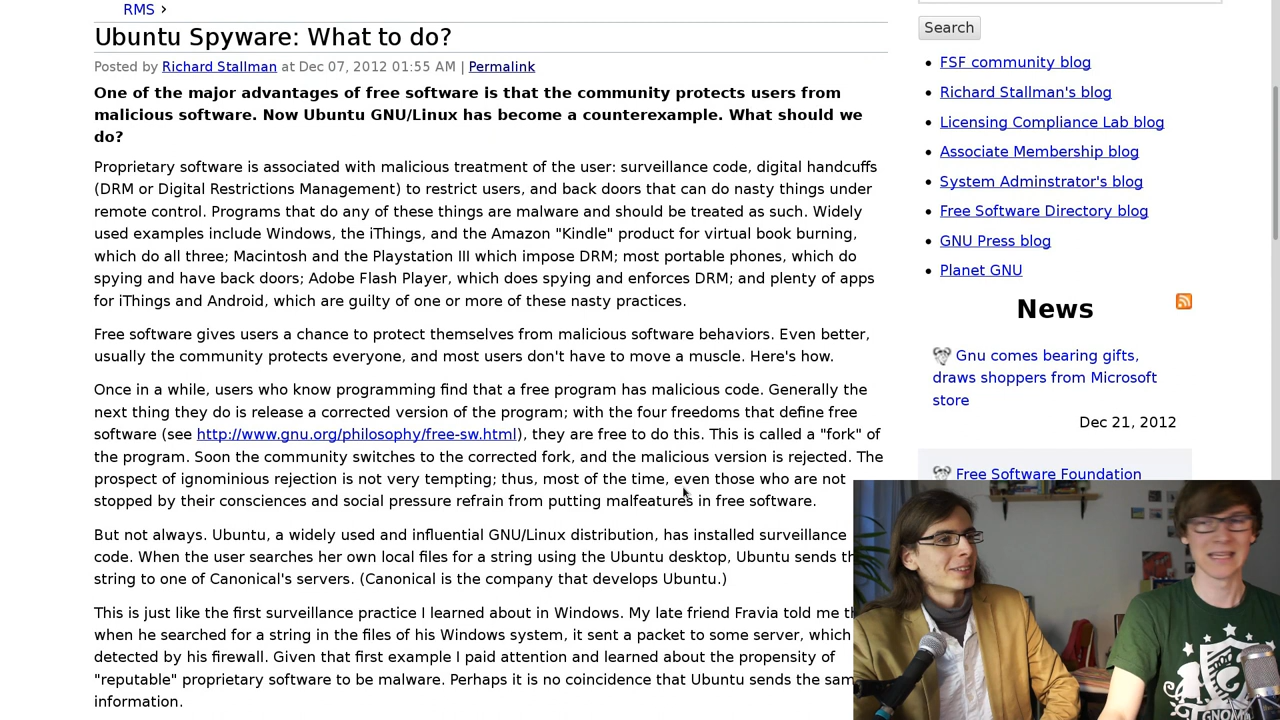 RMS ›
Ubuntu Spyware: What to do?
Posted by Richard Stallman at Dec 07, 2012 01:55 AM | Permalink
One of the major advantages of free software is that the community protects users from
malicious software. Now Ubuntu GNU/Linux has become a counterexample. What should we
do?
Proprietary software is associated with malicious treatment of the user: surveillance code, digital handcuffs
(DRM or Digital Restrictions Management) to restrict users, and back doors that can do nasty things under
remote control. Programs that do any of these things are malware and should be treated as such. Widely
used examples include Windows, the iThings, and the Amazon "Kindle" product for virtual book burning,
which do all three; Macintosh and the Playstation III which impose DRM; most portable phones, which do
spying and have back doors; Adobe Flash Player, which does spying and enforces DRM; and plenty of apps
for iThings and Android, which are guilty of one or more of these nasty practices.
Free software gives users a chance to protect themselves from malicious software behaviors. Even better,
usually the community protects everyone, and most users don't have to move a muscle. Here's how.
Once in a while, users who know programming find that a free program has malicious code. Generally the
next thing they do is release a corrected version of the program; with the four freedoms that define free
software (see http://www.gnu.org/philosophy/free-sw.html), they are free to do this. This is called a "fork" of
the program. Soon the community switches to the corrected fork, and the malicious version is rejected. The
prospect of ignominious rejection is not very tempting; thus, most of the time, even those who are not
stopped by their consciences and social pressure refrain from putting malfeatures in free software.
But not always. Ubuntu, a widely used and influential GNU/Linux distribution, has installed surveillance
code. When the user searches her own local files for a string using the Ubuntu desktop, Ubuntu sends th
string to one of Canonical's servers. (Canonical is the company that develops Ubuntu.)
This is just like the first surveillance practice I learned about in Windows. My late friend Fravia told me th
when he searched for a string in the files of his Windows system, it sent a packet to some server, which
detected by his firewall. Given that first example I paid attention and learned about the propensity of
"reputable" proprietary software to be malware. Perhaps it is no coincidence that Ubuntu sends the sam
information.
Search
FSF community blog
Richard Stallman's blog
Licensing Compliance Lab blog
Associate Membership blog
System Adminstrator's blog
Free Software Directory blog
GNU Press blog
Planet GNU
News
Gnu comes bearing gifts,
draws shoppers from Microsoft
store
Dec 21, 2012
Free Software Foundation
GNOM